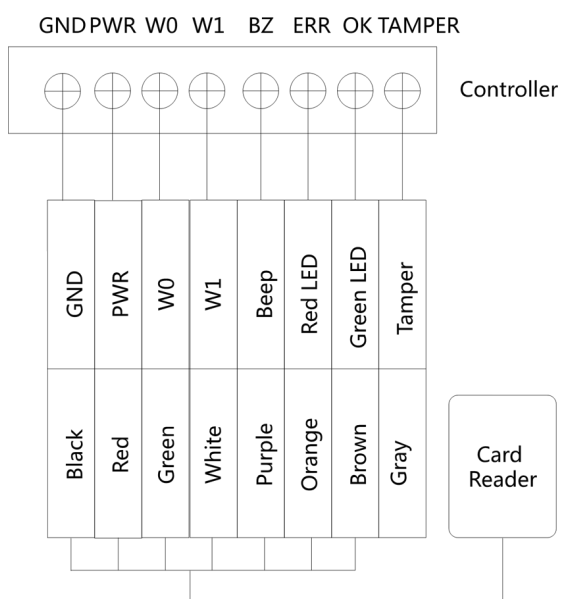 GND PWR W0 W1 BZ ERR OK TAMPER
Controller
GND
PWR
W0
W1
Beep
Red LED
Green LED
Tamper
Black
Red
Green
White
Purple
Orange
Brown
Gray
Card
Reader